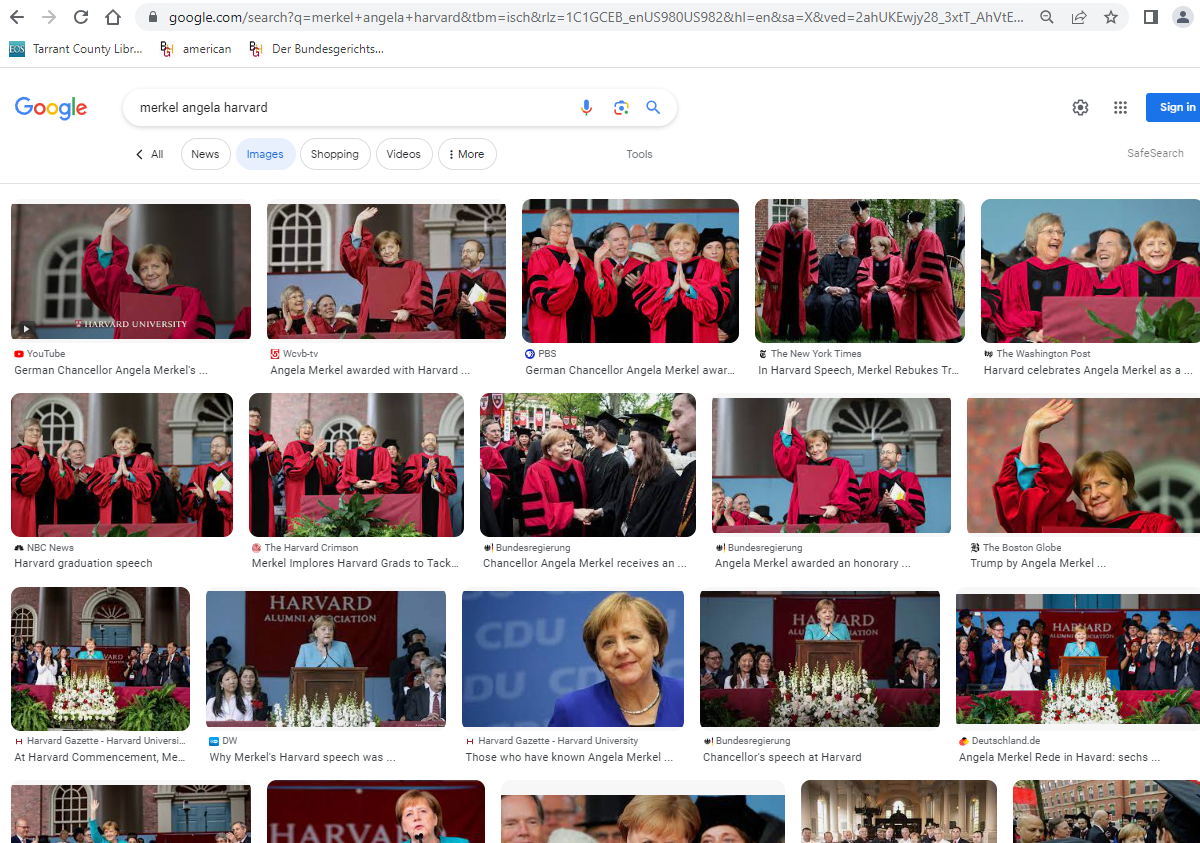 google.com/search?q=merkel+angela+harvard&tbm=isch&rlz=1C1GCEB_enUS980US982&hl=en&sa=X&ved=2ahUKEwjy28_3xtT_AhVtE...
EOS Tarrant County Libr... american Der Bundesgerichts...
Google merkel angela harvard Sign in
All News Images Shopping Videos More Tools SafeSearch
HARVARD UNIVERSITY
YouTube Wcvb-tv PBS The New York Times The Washington Post
German Chancellor Angela Merkel's ... Angela Merkel awarded with Harvard ... German Chancellor Angela Merkel awar... In Harvard Speech, Merkel Rebukes Tr... Harvard celebrates Angela Merkel as a ...
NBC News The Harvard Crimson Bundesregierung Bundesregierung The Boston Globe
Harvard graduation speech Merkel Implores Harvard Grads to Tack... Chancellor Angela Merkel receives an ... Angela Merkel awarded an honorary ... Trump by Angela Merkel ...
HARVARD
ALUMNI ASSOCIATION
CDU
CDU
HARVARD
ALUMNI ASSOCIATION
HARVARD
Harvard Gazette - Harvard Universi... DW Harvard Gazette - Harvard University Bundesregierung Deutschland.de
At Harvard Commencement, Me... Why Merkel's Harvard speech was ... Those who have known Angela Merkel ... Chancellor's speech at Harvard Angela Merkel Rede in Havard: sechs ...
HARVARD